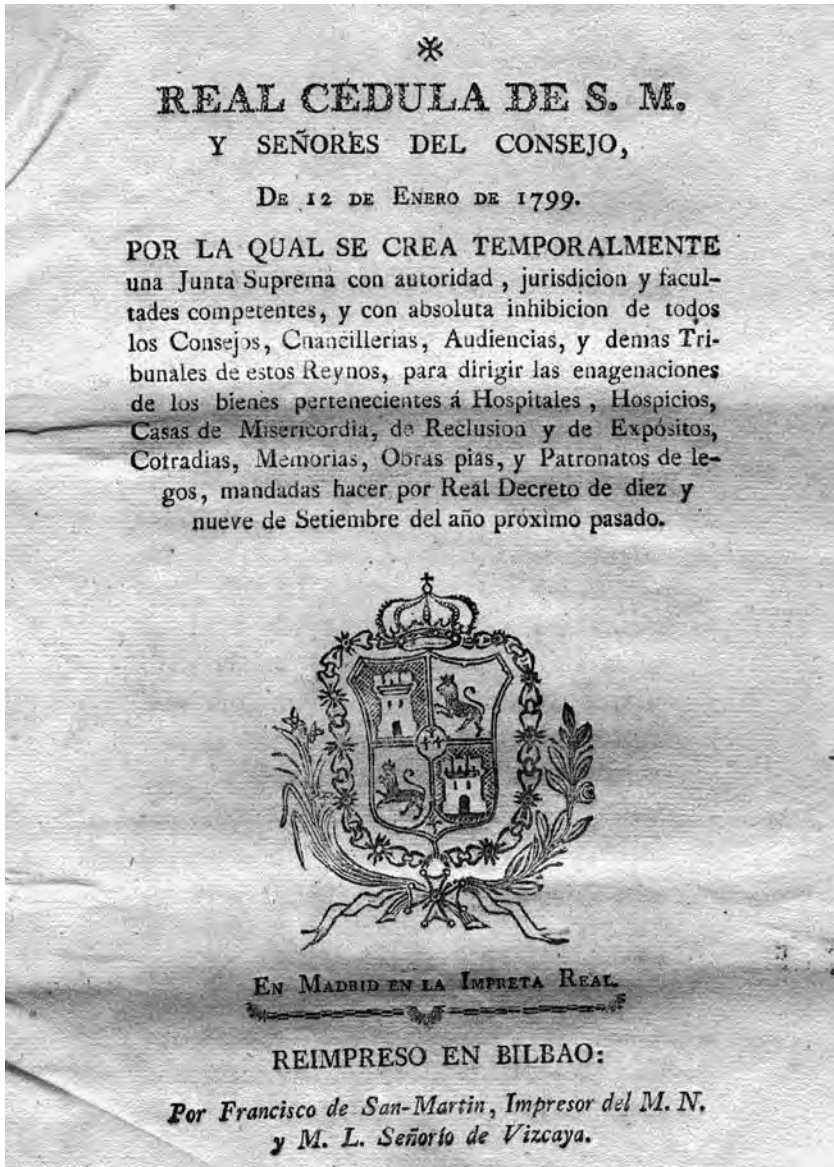 REAL CÉDULA DE S. M.
Y SEÑORES DEL CONSEJO,
DE 12 DE ENERO DE 1799.
POR LA QUAL SE CREA TEMPORALMENTE
una Junta Suprema con autoridad , jurisdicion y facul-
tades competentes, y con absoluta inhibicion de todos
los Consejos, Chancillerías, Audiencias, y demas Tri-
bunales de estos Reynos, para dirigir las enagenaciones
de los bienes pertenecientes á Hospitales , Hospicios,
Casas de Misericordia, de Reclusion y de Expósitos,
Cofradias, Memorias, Obras pias, y Patronatos de le-
gos, mandadas hacer por Real Decreto de diez y
nueve de Setiembre del año próximo pasado.
EN MADRID EN LA IMPRETA REAL.
REIMPRESO EN BILBAO:
Por Francisco de San-Martin, Impresor del M. N.
y M. L. Señorío de Vizcaya.